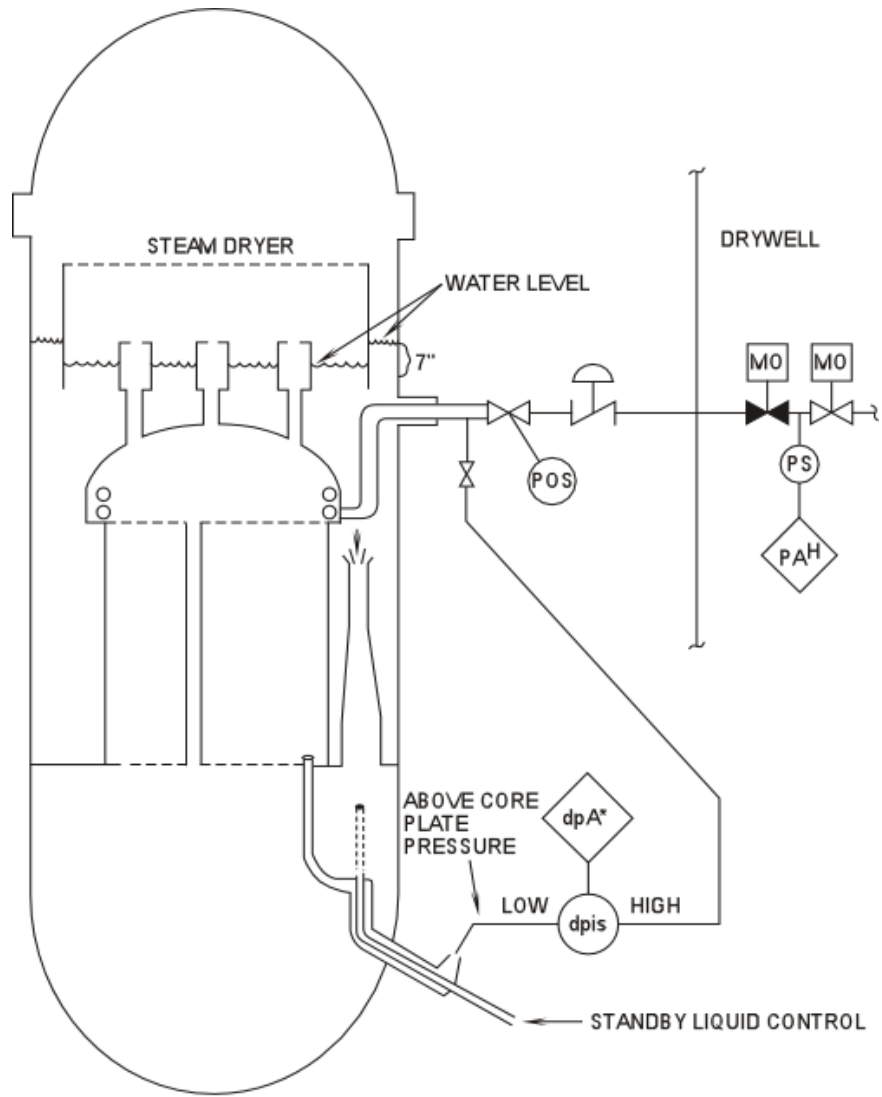 STEAM DRYER
DRYWELL
WATER LEVEL
7"
MO
MO
POS
PS
PAH
ABOVE CORE
PLATE
PRESSURE
dpA*
LOW
dpis
HIGH
STANDBY LIQUID CONTROL